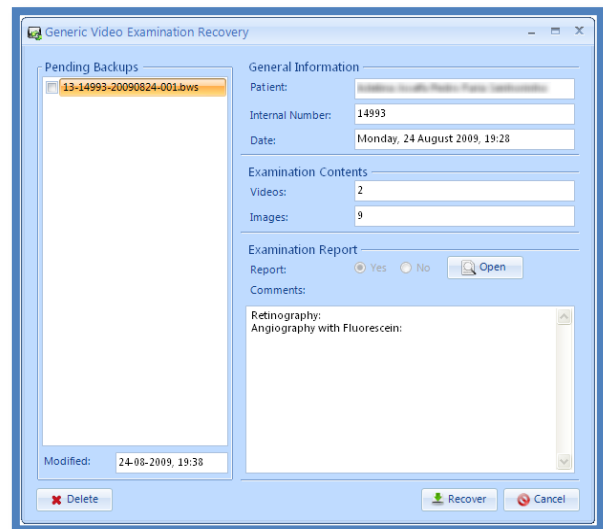 Generic Video Examination Recovery
Pending Backups
13-14993-20090824-001.bws
Modified:
24-08-2009, 19:38
Delete
General Information
Patient:
Internal Number:
14993
Date:
Monday, 24 August 2009, 19:28
Examination Contents
Videos:
2
Images:
9
Examination Report
Report:
Yes
No
Open
Comments:
Retinography:
Angiography with Fluorescein:
Recover
Cancel